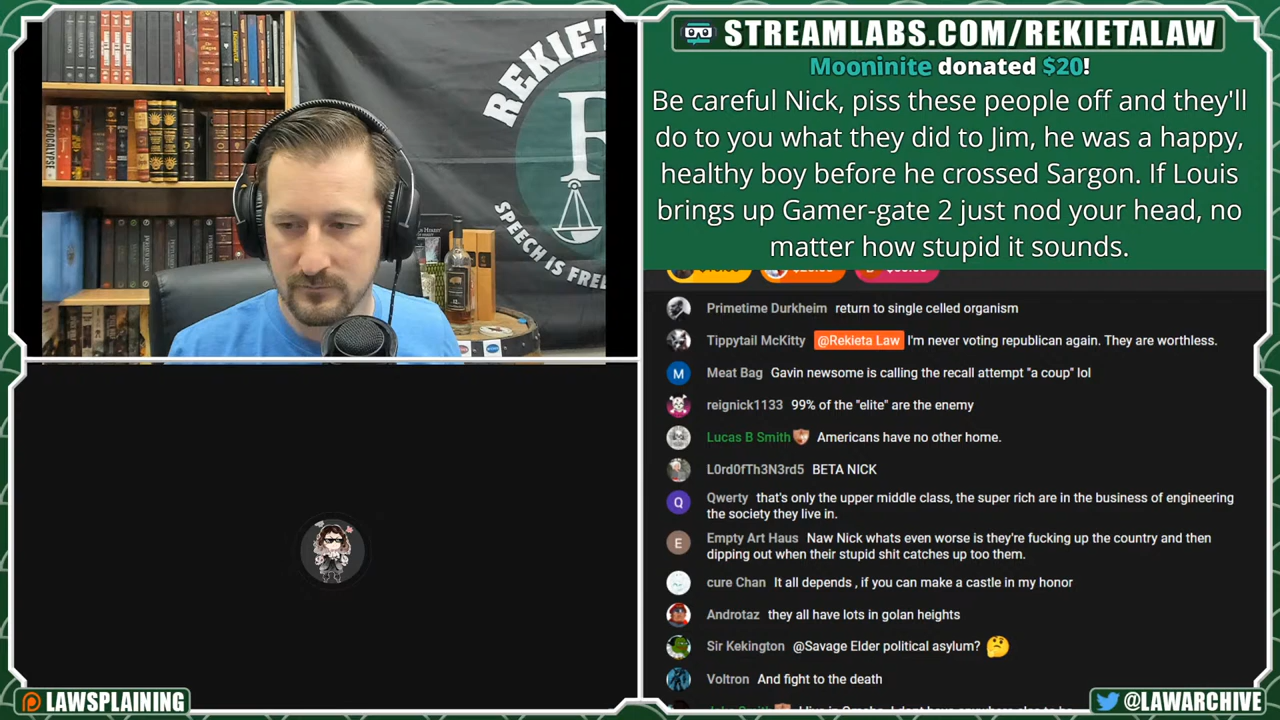 STREAMLABS.COM/REKIETALAW
Mooninite donated $20!
Be careful Nick, piss these people off and they'll
do to you what they did to Jim, he was a happy,
healthy boy before he crossed Sargon. If Louis
brings up Gamer-gate 2 just nod your head, no
matter how stupid it sounds.
REKIET
SPEECH IS FREE
APOCALYPSE
Primetime Durkheim return to single celled organism
Tippytail McKitty @Rekieta Law I'm never voting republican again. They are worthless.
M Meat Bag Gavin newsome is calling the recall attempt "a coup" lol
reignick1133 99% of the "elite" are the enemy
Lucas B Smith Americans have no other home.
L0rd0fTh3N3rd5 BETA NICK
Q Qwerty that's only the upper middle class, the super rich are in the business of engineering
the society they live in.
E Empty Art Haus Naw Nick whats even worse is they're fucking up the country and then
dipping out when their stupid shit catches up too them.
cure Chan It all depends , if you can make a castle in my honor
Androtaz they all have lots in golan heights
Sir Kekington @Savage Elder political asylum? 🤔
Voltron And fight to the death
LAWSPLAINING
@LAWARCHIVE